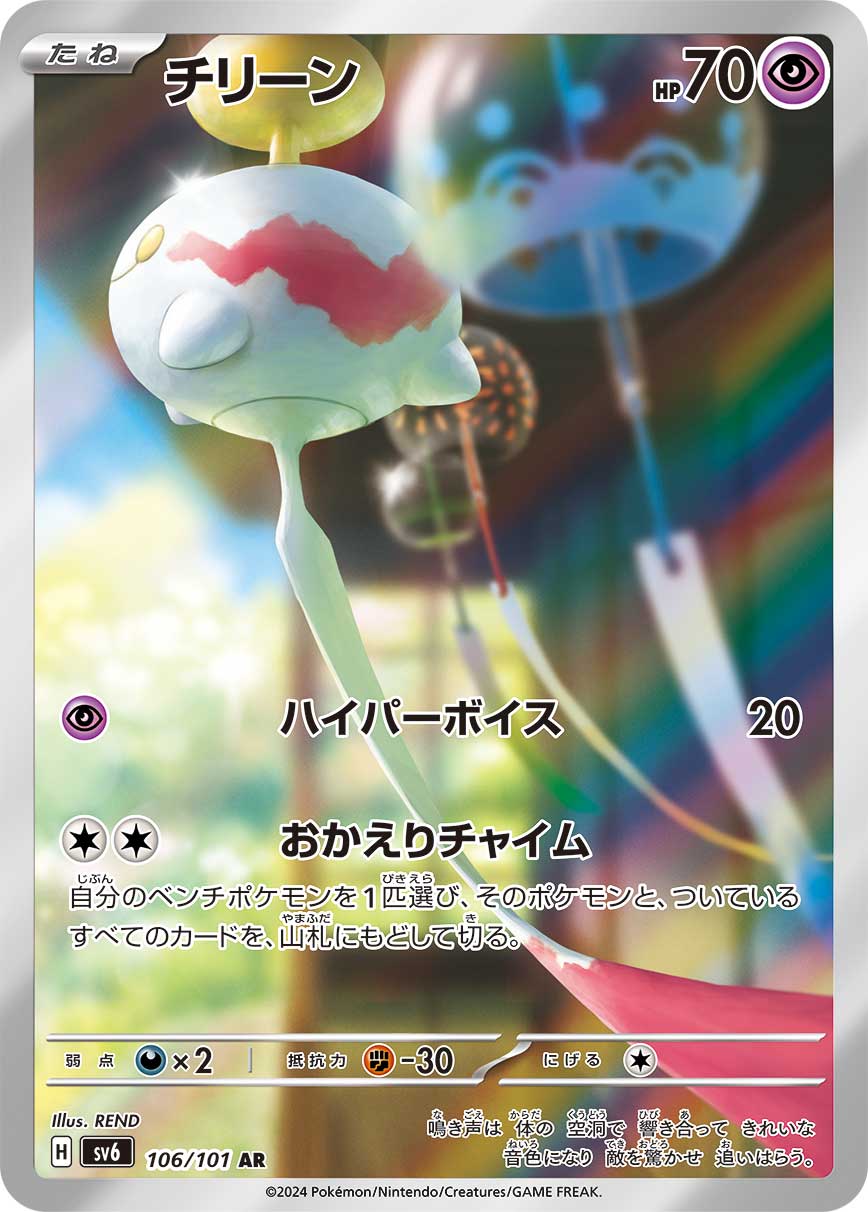 たね
チリーン
HP70
ハイパーボイス 20
おかえりチャイム
自分のベンチポケモンを1匹選び、そのポケモンと、ついている
すべてのカードを、山札にもどして切る。
弱点 ×2 抵抗力 -30 にげる
Illus. REND
鳴き声は 体の 空洞で 響き合って きれいな
音色になり 敵を驚かせ 追いはらう。
H SV6 106/101 AR
©2024 Pokémon/Nintendo/Creatures/GAME FREAK.